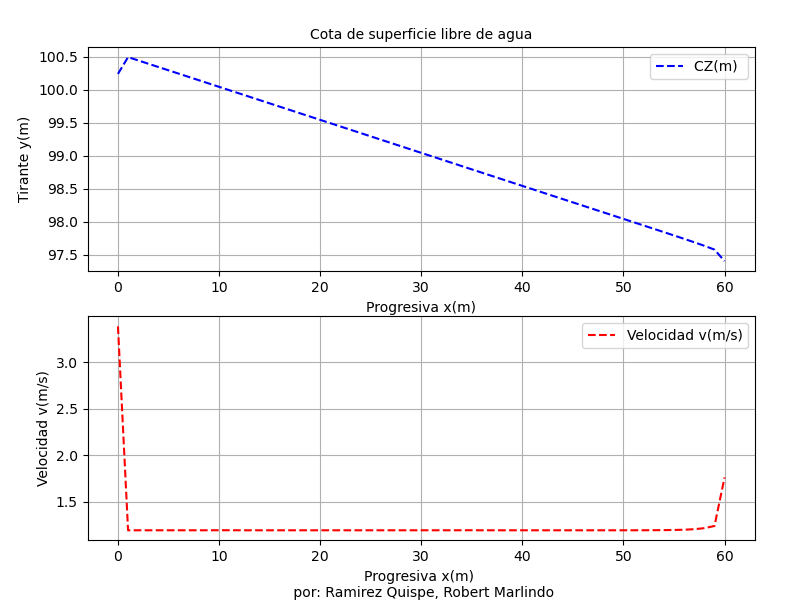 Cota de superficie libre de agua
CZ(m)
100.5
100.0
99.5
99.0
98.5
98.0
97.5
Tirante y(m)
0 10 20 30 40 50 60
Progresiva x(m)
Velocidad v(m/s)
3.0
2.5
2.0
1.5
Velocidad v(m/s)
0 10 20 30 40 50 60
Progresiva x(m)
por: Ramirez Quispe, Robert Marlindo